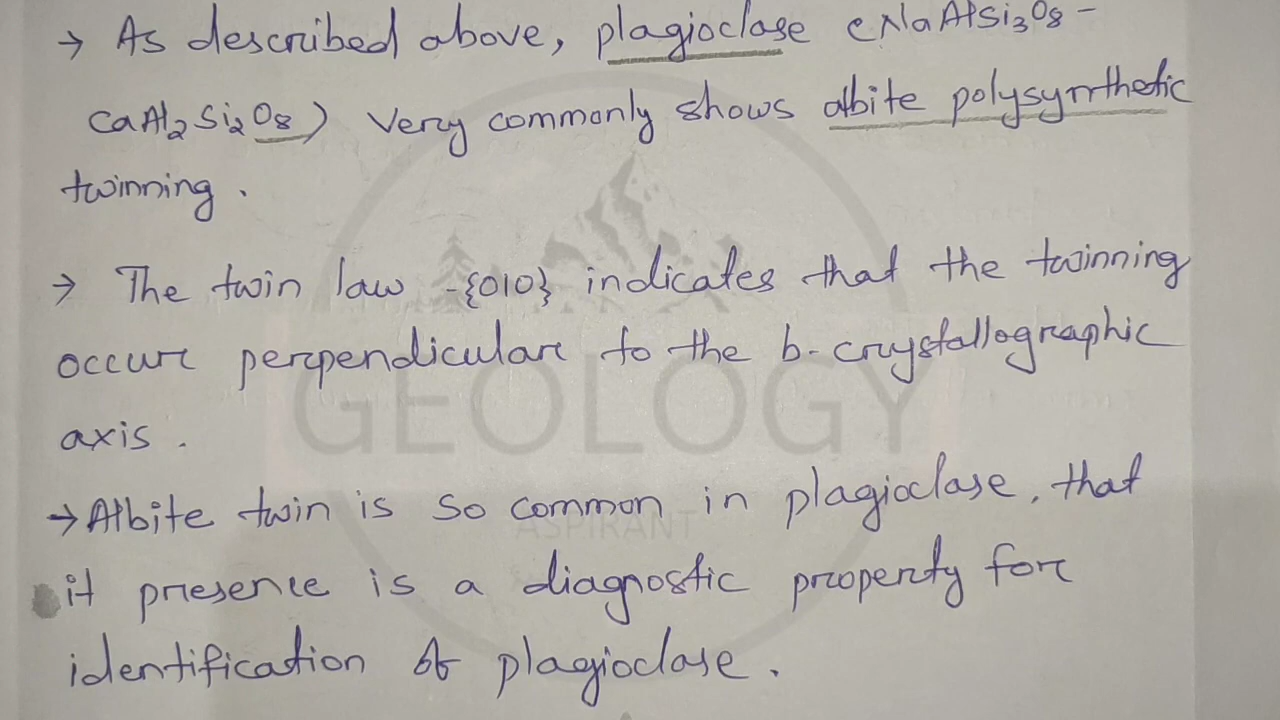 → As described above, plagioclase (NaAlSi3O8 -
CaAl2Si2O8) Very commonly shows albite polysynthetic
twinning.
→ The twin law -{010} indicates that the twinning
occur perpendicular to the b-crystallographic
axis.
GEOLOGY
→ Albite twin is so common in plagioclase, that
ASPIRANT
it presence is a diagnostic property for
identification of plagioclase.